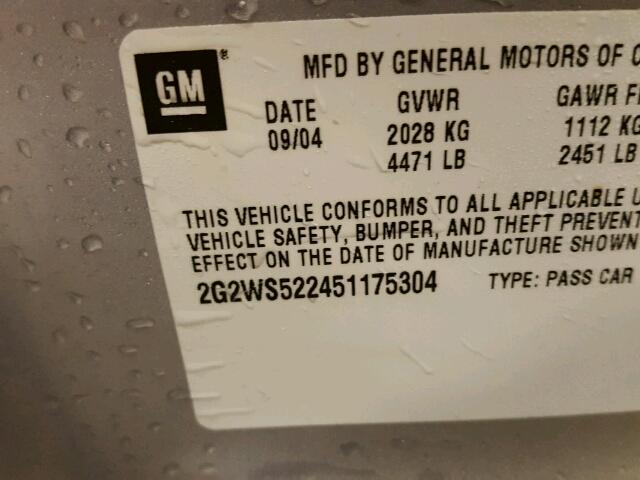 GM
MFD BY GENERAL MOTORS OF
DATE GVWR GAWR
09/04 2028 KG 1112 KG
4471 LB 2451 LB
THIS VEHICLE CONFORMS TO ALL APPLICABLE
VEHICLE SAFETY, BUMPER, AND THEFT PREVENT
EFFECT ON THE DATE OF MANUFACTURE SHOWN
2G2WS522451175304 TYPE: PASS CAR